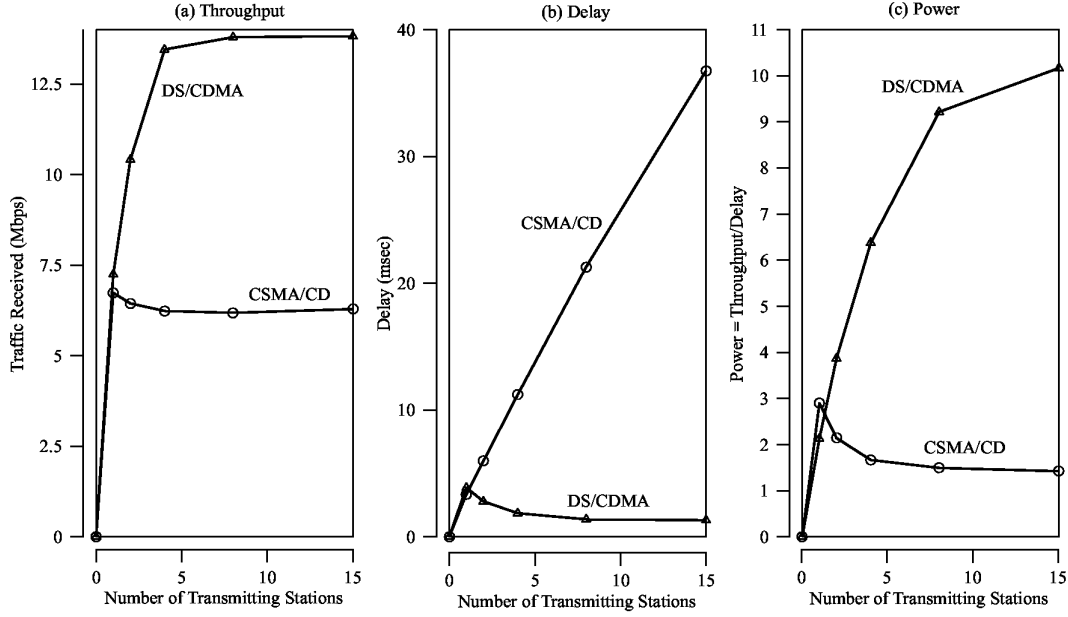 (a) Throughput
12.5
10
7.5
5
2.5
0
Traffic Received (Mbps)
DS/CDMA
CSMA/CD
0 5 10 15
Number of Transmitting Stations
(b) Delay
40
30
20
10
0
Delay (msec)
CSMA/CD
DS/CDMA
0 5 10 15
Number of Transmitting Stations
(c) Power
11
10
9
8
7
6
5
4
3
2
1
0
Power = Throughput/Delay
DS/CDMA
CSMA/CD
0 5 10 15
Number of Transmitting Stations